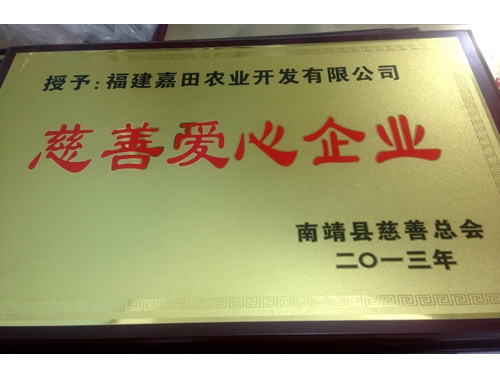 授予:福建嘉田农业开发有限公司
慈善爱心企业
南靖县慈善总会
二〇一三年